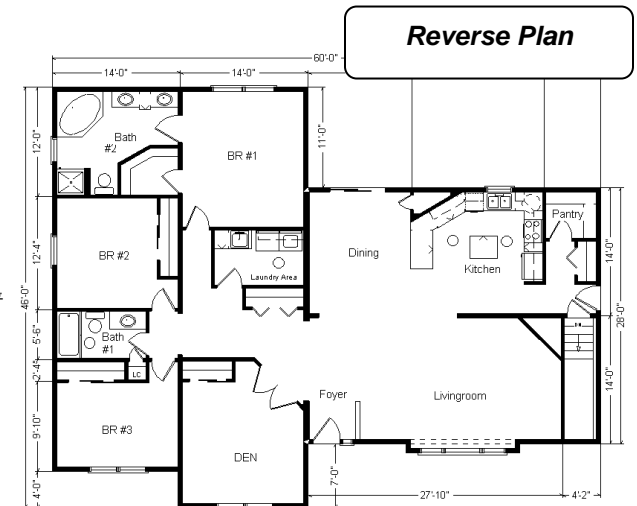 Reverse Plan
60'-0"
14'-0"
14'-0"
12'-0"
Bath
#2
BR #1
11'-0"
Pantry
12'-4"
BR #2
Dining
Kitchen
14'-0"
Laundry Area
46'-0"
28'-0"
5'-6"
Bath
#1
2'-4"
LC
14'-0"
Foyer
Livingroom
9'-10"
BR #3
DEN
7'-0"
4'-0"
27'-10"
4'-2"